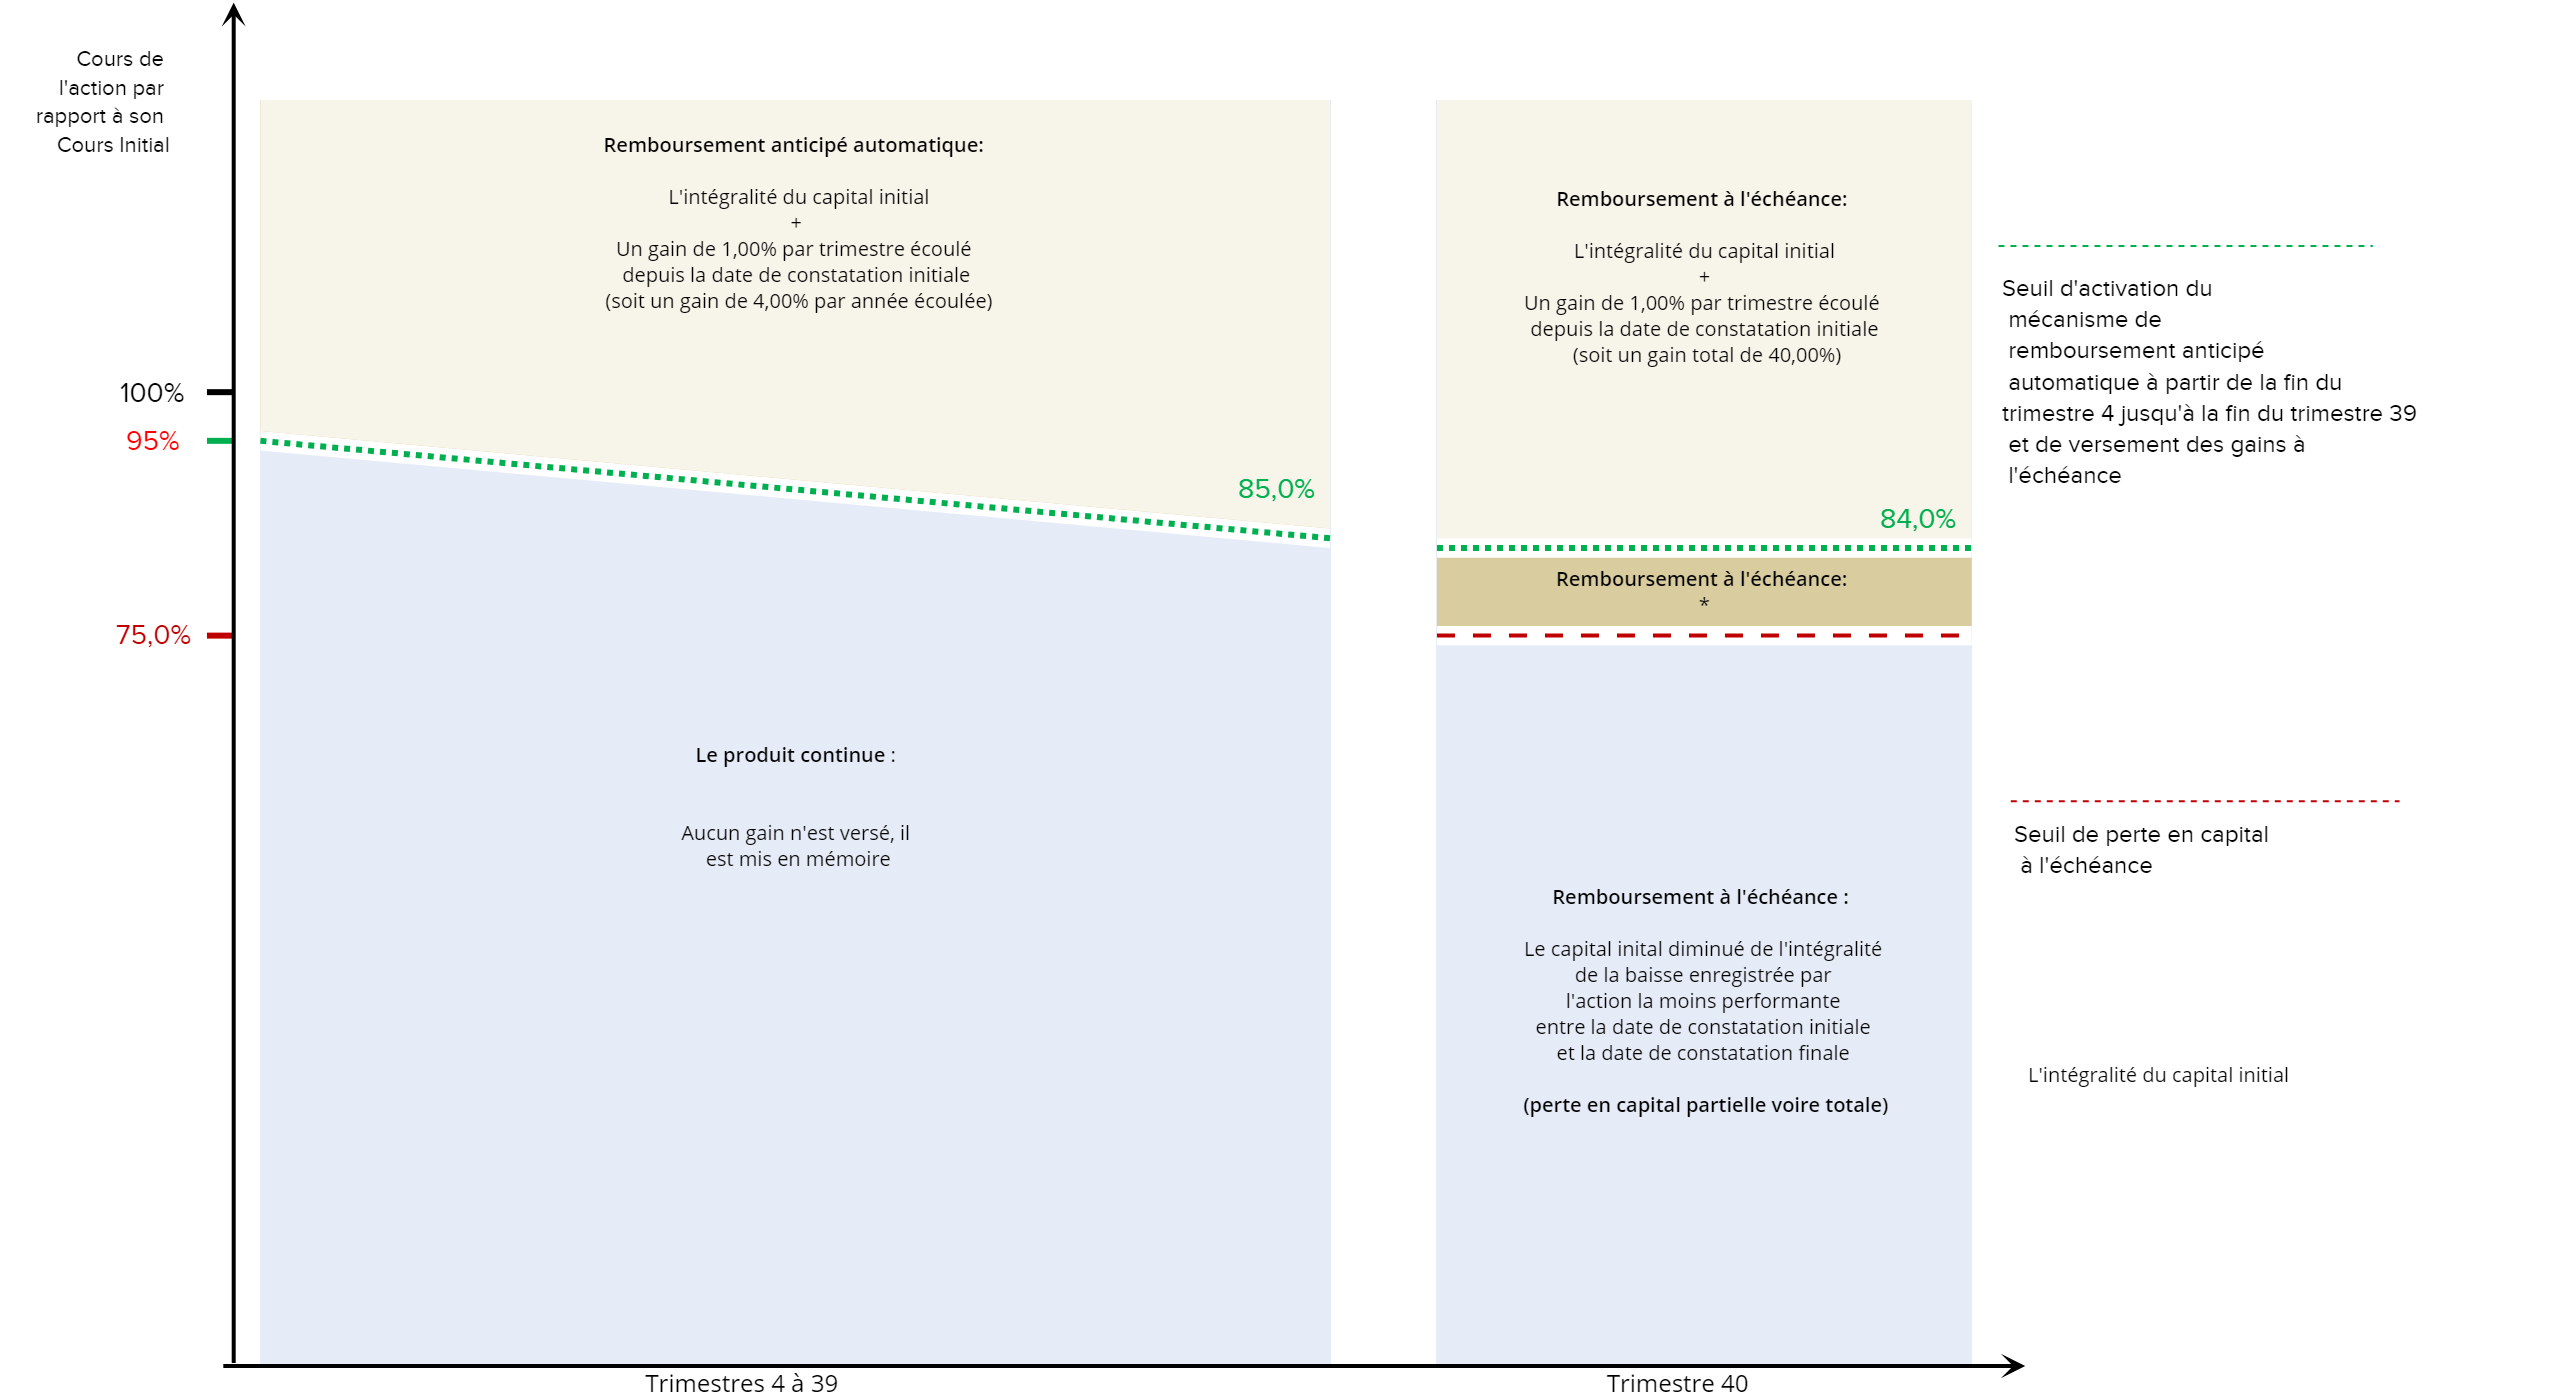 Cours de
l'action par
rapport à son
Cours Initial
100%
95%
75,0%
Remboursement anticipé automatique:
L'intégralité du capital initial
+
Un gain de 1,00% par trimestre écoulé
depuis la date de constatation initiale
(soit un gain de 4,00% par année écoulée)
85,0%
Le produit continue :
Aucun gain n'est versé, il
est mis en mémoire
Trimestres 4 à 39
Remboursement à l'échéance:
L'intégralité du capital initial
+
Un gain de 1,00% par trimestre écoulé
depuis la date de constatation initiale
(soit un gain total de 40,00%)
84,0%
Remboursement à l'échéance:
*
Remboursement à l'échéance :
Le capital inital diminué de l'intégralité
de la baisse enregistrée par
l'action la moins performante
entre la date de constatation initiale
et la date de constatation finale
(perte en capital partielle voire totale)
Trimestre 40
Seuil d'activation du
mécanisme de
remboursement anticipé
automatique à partir de la fin du
trimestre 4 jusqu'à la fin du trimestre 39
et de versement des gains à
l'échéance
Seuil de perte en capital
à l'échéance
L'intégralité du capital initial